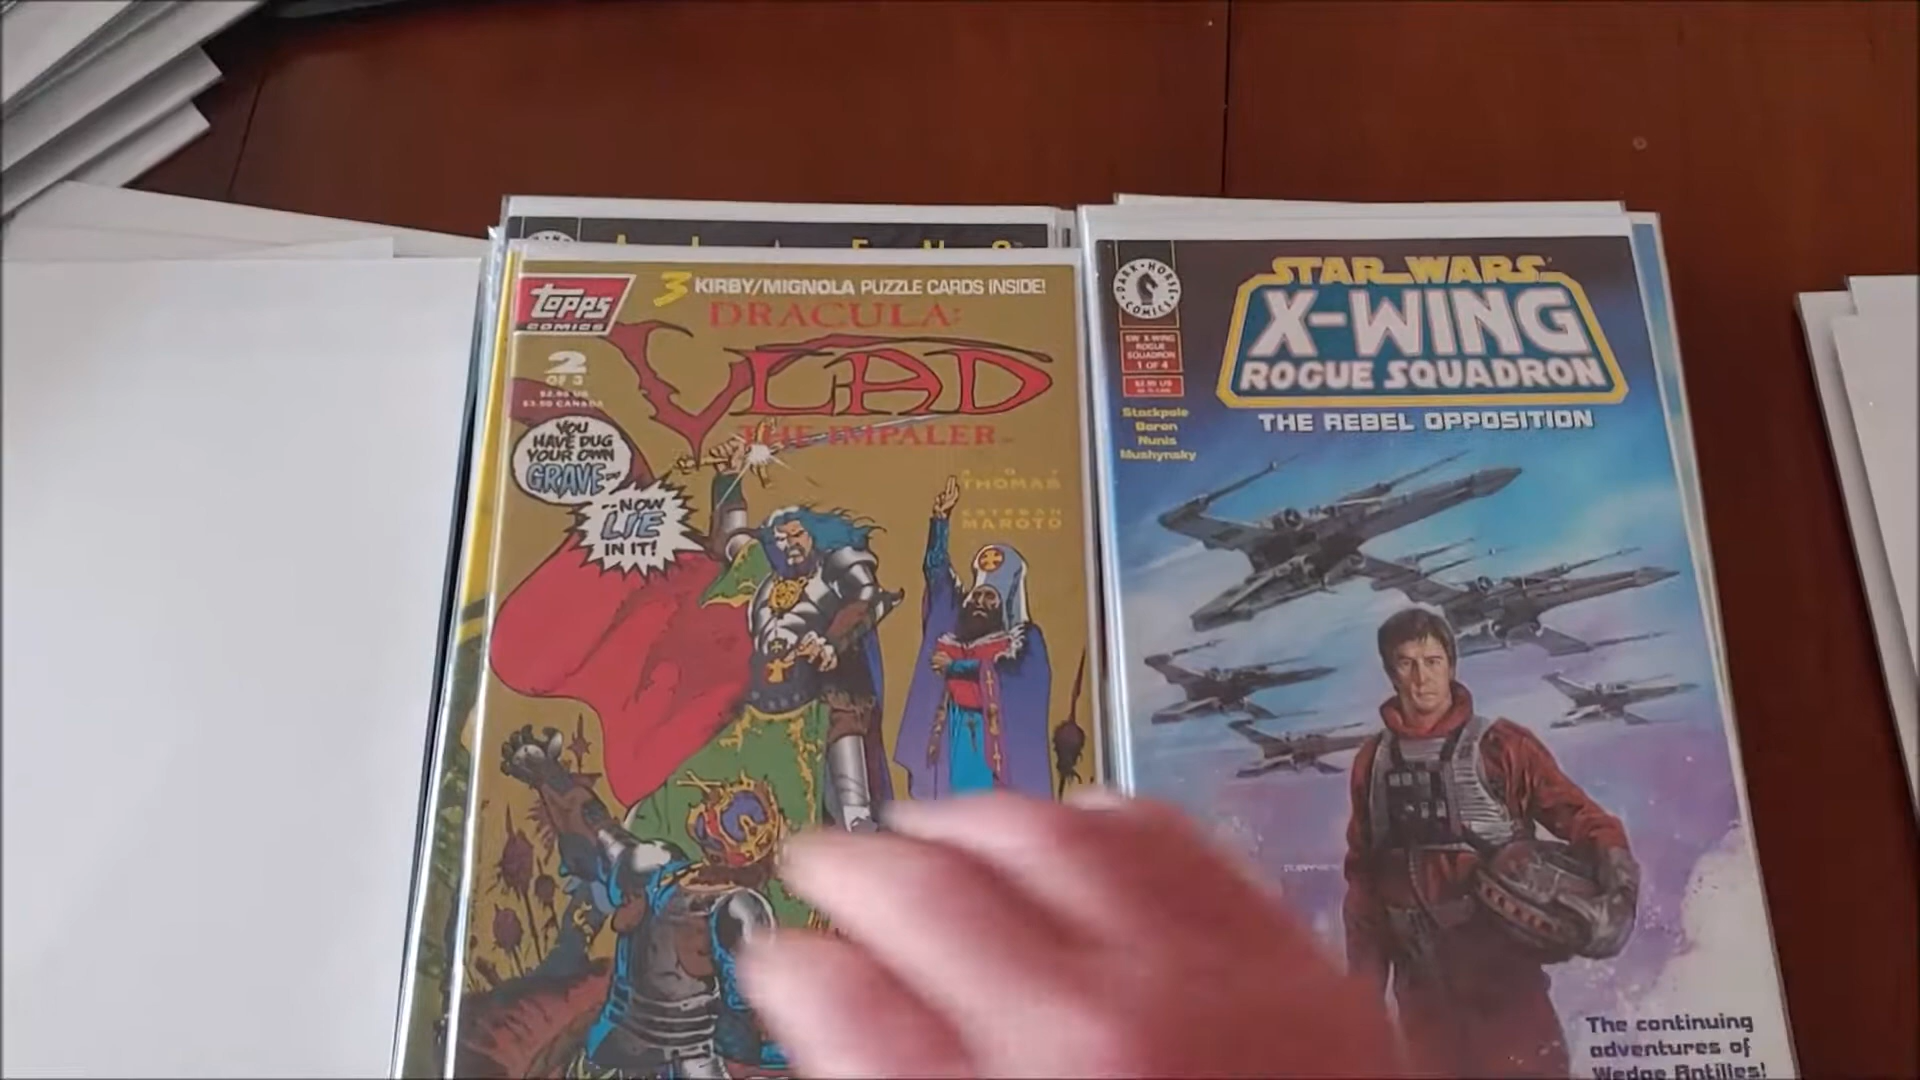 A L I E N S
Topps
COMICS
3 KIRBY/MIGNOLA PUZZLE CARDS INSIDE!
DRACULA:
VLAD
THE IMPALER
2
OF 3
$2.95 US
$3.50 CANADA
YOU
HAVE DUG
YOUR OWN
GRAVE--
--NOW
LIE
IN IT!
ROY
THOMAS
ESTEBAN
MAROTO
DARK HORSE
COMICS
SW X-WING
ROGUE
SQUADRON
1 OF 4
$2.95 US
Stackpole
Baron
Nunis
Mushynsky
STAR WARS
X-WING
ROGUE SQUADRON
THE REBEL OPPOSITION
The continuing
adventures of
Wedge Antilles!